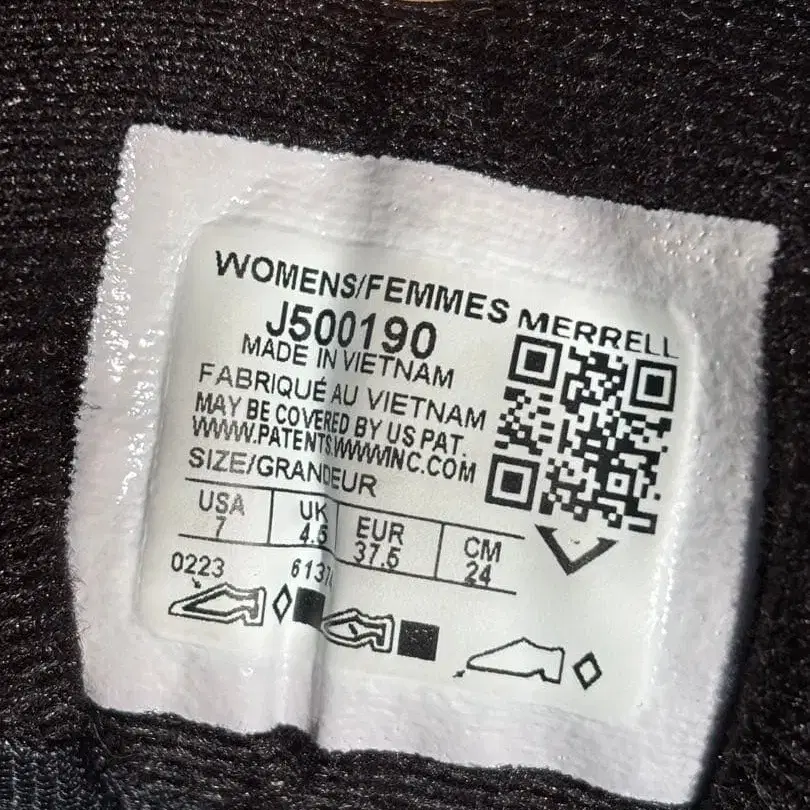 WOMENS/FEMMES MERRELL
J500190
MADE IN VIETNAM
FABRIQUÉ AU VIETNAM
MAY BE COVERED BY US PAT.
WWW.PATENTS.WWWINC.COM
SIZE/GRANDEUR
USA UK EUR CM
7 4.5 37.5 24
0223